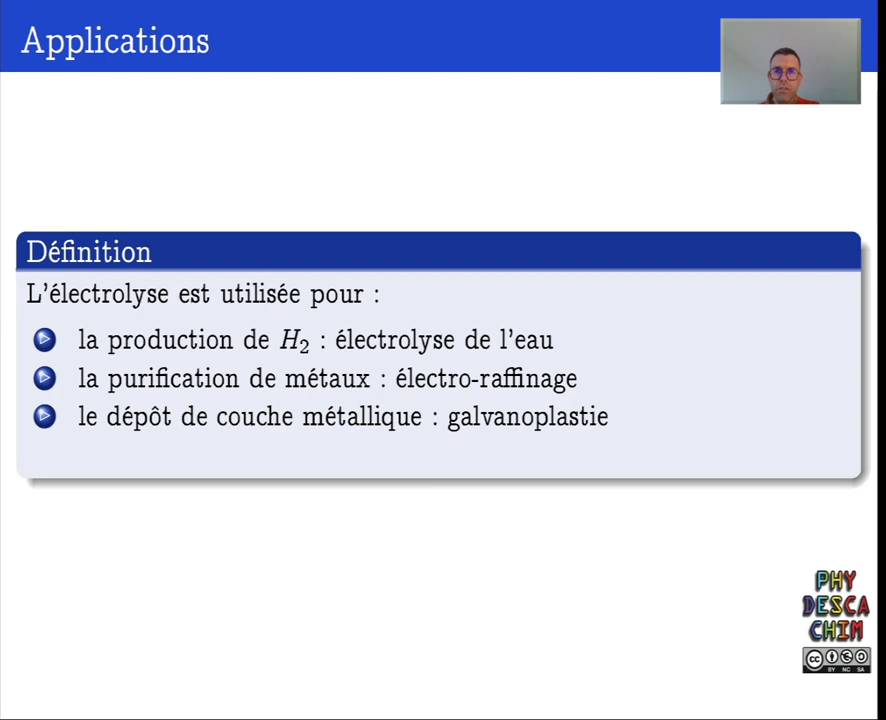 Applications
Définition
L'électrolyse est utilisée pour :
la production de H₂ : électrolyse de l'eau
la purification de métaux : électro-raffinage
le dépôt de couche métallique : galvanoplastie
PHY
DESCA
CHIM
CC
BY NC SA